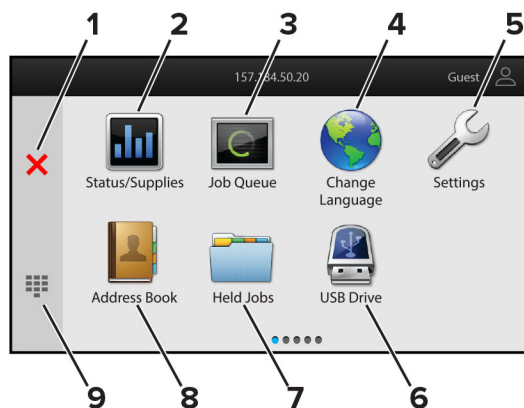 1 2 3 4 5
157.184.50.20 Guest
Status/Supplies Job Queue Change Settings
Language
Address Book Held Jobs USB Drive
9 8 7 6